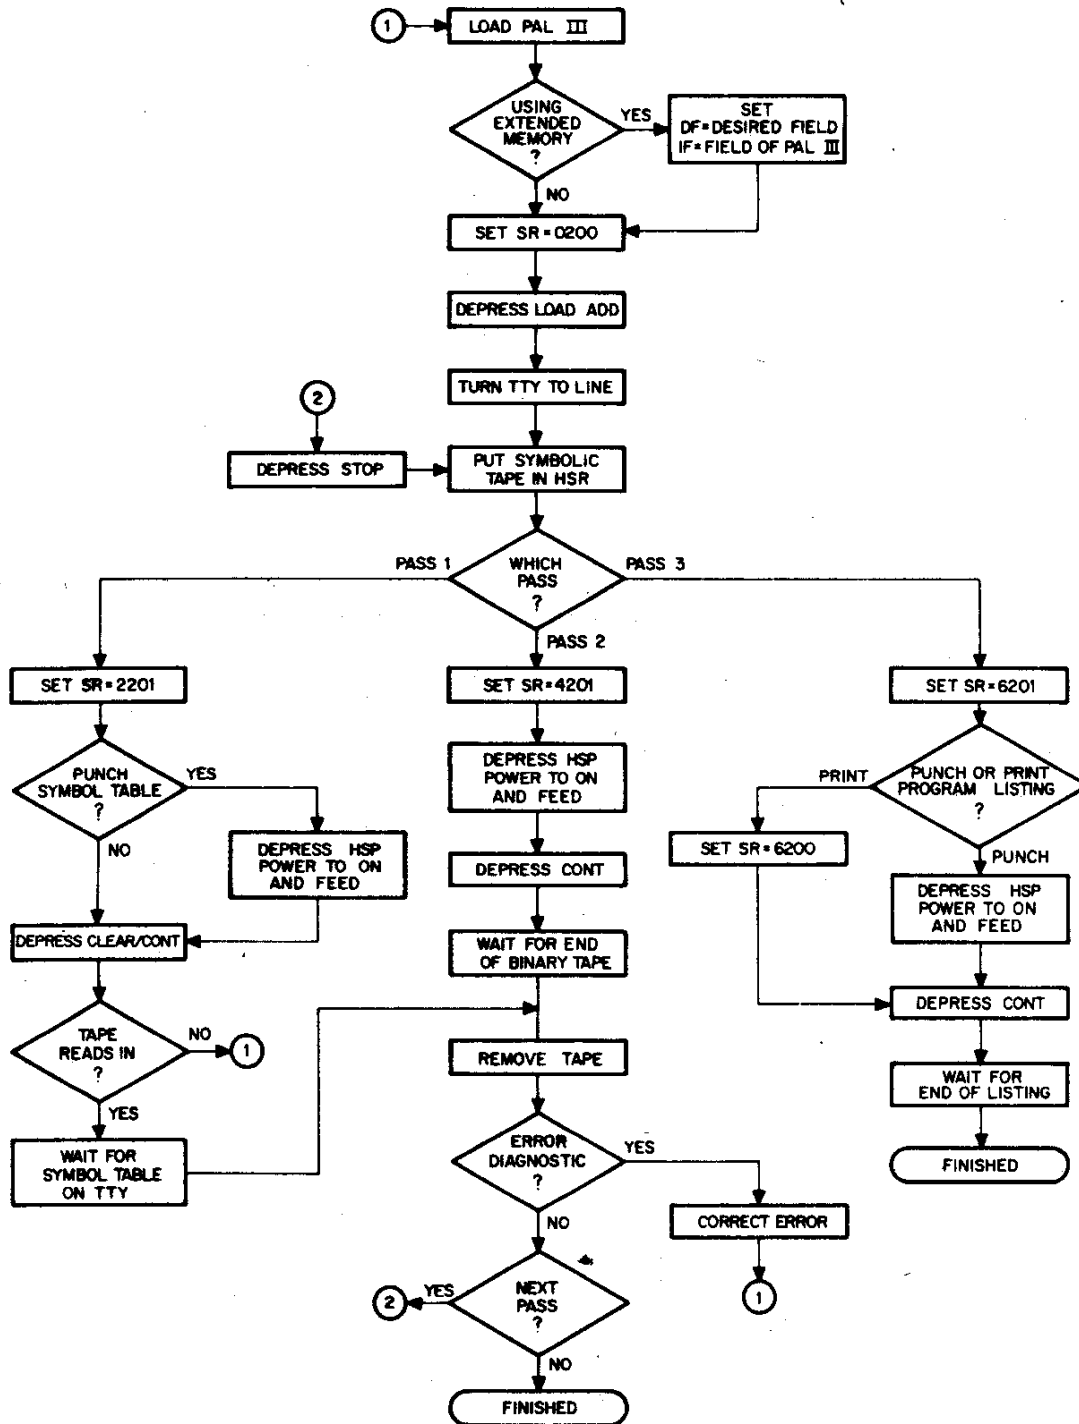 1
LOAD PAL III
USING
EXTENDED
MEMORY
?
YES
SET
DF=DESIRED FIELD
IF=FIELD OF PAL III
NO
SET SR=0200
DEPRESS LOAD ADD
TURN TTY TO LINE
2
DEPRESS STOP
PUT SYMBOLIC
TAPE IN HSR
WHICH
PASS
?
PASS 1
PASS 3
PASS 2
SET SR=2201
PUNCH
SYMBOL TABLE
?
YES
DEPRESS HSP
POWER TO ON
AND FEED
NO
DEPRESS CLEAR/CONT
TAPE
READS IN
?
NO
1
YES
WAIT FOR
SYMBOL TABLE
ON TTY
SET SR=4201
DEPRESS HSP
POWER TO ON
AND FEED
DEPRESS CONT
WAIT FOR END
OF BINARY TAPE
REMOVE TAPE
ERROR
DIAGNOSTIC
?
YES
CORRECT ERROR
1
NO
NEXT
PASS
?
YES
2
NO
FINISHED
SET SR=6201
PUNCH OR PRINT
PROGRAM LISTING
?
PRINT
SET SR=6200
PUNCH
DEPRESS HSP
POWER TO ON
AND FEED
DEPRESS CONT
WAIT FOR
END OF LISTING
FINISHED